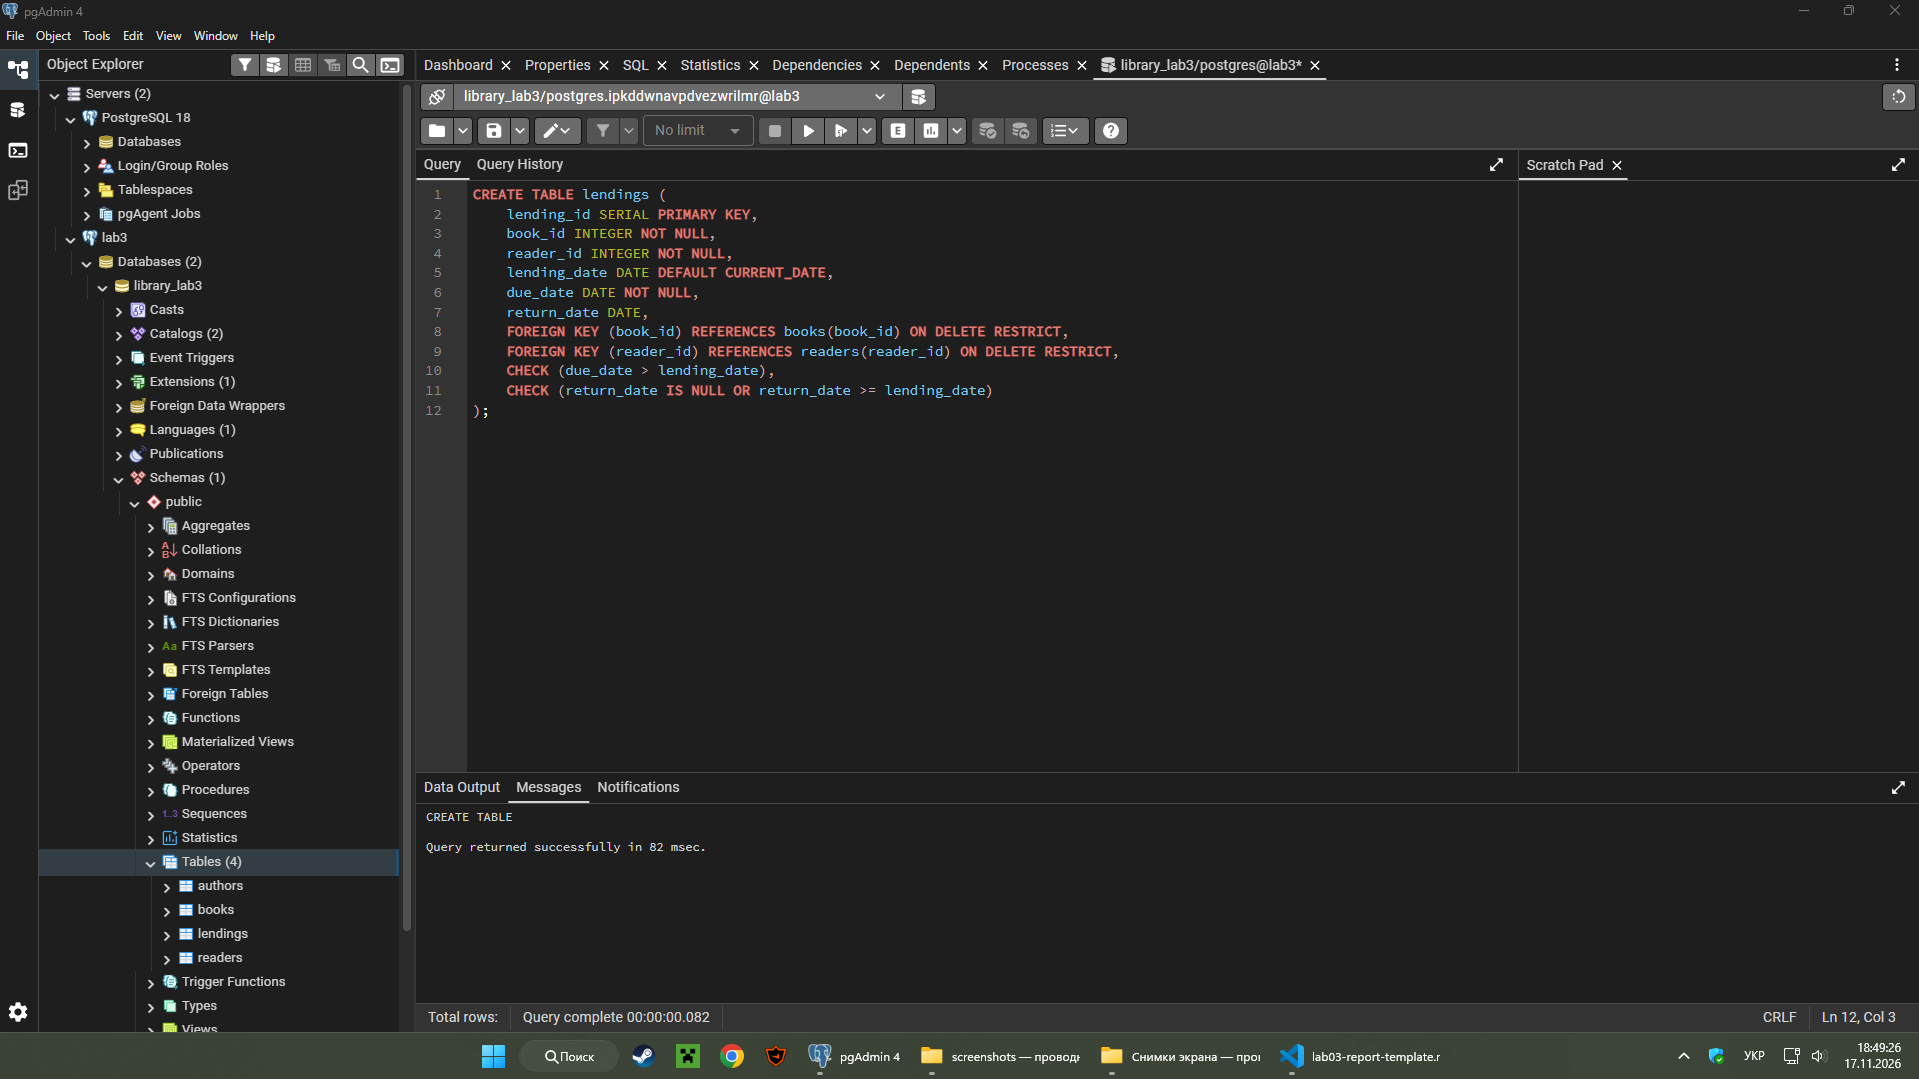 pgAdmin 4
File Object Tools Edit View Window Help
Object Explorer
Servers (2)
PostgreSQL 18
Databases
Login/Group Roles
Tablespaces
pgAgent Jobs
lab3
Databases (2)
library_lab3
Casts
Catalogs (2)
Event Triggers
Extensions (1)
Foreign Data Wrappers
Languages (1)
Publications
Schemas (1)
public
Aggregates
Collations
Domains
FTS Configurations
FTS Dictionaries
Aa FTS Parsers
FTS Templates
Foreign Tables
Functions
Materialized Views
Operators
Procedures
1..3 Sequences
Statistics
Tables (4)
authors
books
lendings
readers
Trigger Functions
Types
Views
Dashboard Properties SQL Statistics Dependencies Dependents Processes library_lab3/postgres@lab3*
library_lab3/postgres.ipkddwnavpdvezwrilmr@lab3
No limit
Query Query History
Scratch Pad
1 CREATE TABLE lendings (
2 lending_id SERIAL PRIMARY KEY,
3 book_id INTEGER NOT NULL,
4 reader_id INTEGER NOT NULL,
5 lending_date DATE DEFAULT CURRENT_DATE,
6 due_date DATE NOT NULL,
7 return_date DATE,
8 FOREIGN KEY (book_id) REFERENCES books(book_id) ON DELETE RESTRICT,
9 FOREIGN KEY (reader_id) REFERENCES readers(reader_id) ON DELETE RESTRICT,
10 CHECK (due_date > lending_date),
11 CHECK (return_date IS NULL OR return_date >= lending_date)
12 );
Data Output Messages Notifications
CREATE TABLE
Query returned successfully in 82 msec.
Total rows: Query complete 00:00:00.082
CRLF Ln 12, Col 3
Поиск
pgAdmin 4
screenshots — провод
Снимки экрана — про
lab03-report-template.r
УКР
18:49:26
17.11.2026